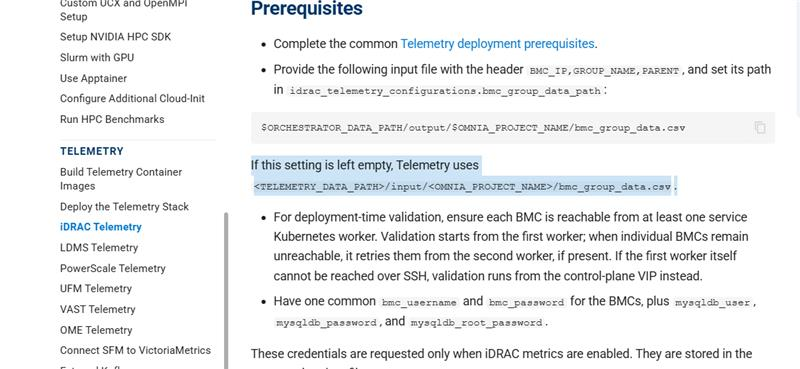 Custom UCX and OpenMPI
Setup
Setup NVIDIA HPC SDK
Slurm with GPU
Use Apptainer
Configure Additional Cloud-Init
Run HPC Benchmarks
TELEMETRY
Build Telemetry Container
Images
Deploy the Telemetry Stack
iDRAC Telemetry
LDMS Telemetry
PowerScale Telemetry
UFM Telemetry
VAST Telemetry
OME Telemetry
Connect SFM to VictoriaMetrics
Prerequisites
Complete the common Telemetry deployment prerequisites.
Provide the following input file with the header BMC_IP,GROUP_NAME,PARENT, and set its path
in idrac_telemetry_configurations.bmc_group_data_path:
$ORCHESTRATOR_DATA_PATH/output/$OMNIA_PROJECT_NAME/bmc_group_data.csv
If this setting is left empty, Telemetry uses
<TELEMETRY_DATA_PATH>/input/<OMNIA_PROJECT_NAME>/bmc_group_data.csv.
For deployment-time validation, ensure each BMC is reachable from at least one service
Kubernetes worker. Validation starts from the first worker; when individual BMCs remain
unreachable, it retries them from the second worker, if present. If the first worker itself
cannot be reached over SSH, validation runs from the control-plane VIP instead.
Have one common bmc_username and bmc_password for the BMCs, plus mysqldb_user,
mysqldb_password, and mysqldb_root_password.
These credentials are requested only when iDRAC metrics are enabled. They are stored in the